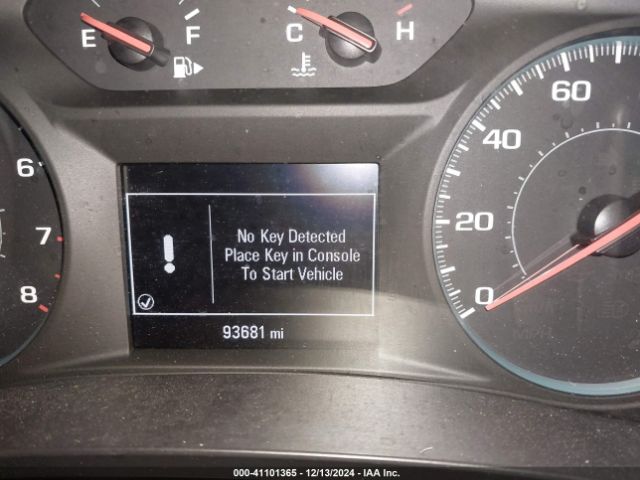 E F
C H
6
7
8
No Key Detected
Place Key in Console
To Start Vehicle
93681 mi
60
40
20
0
000-41101365 - 12/13/2024 - IAA Inc.